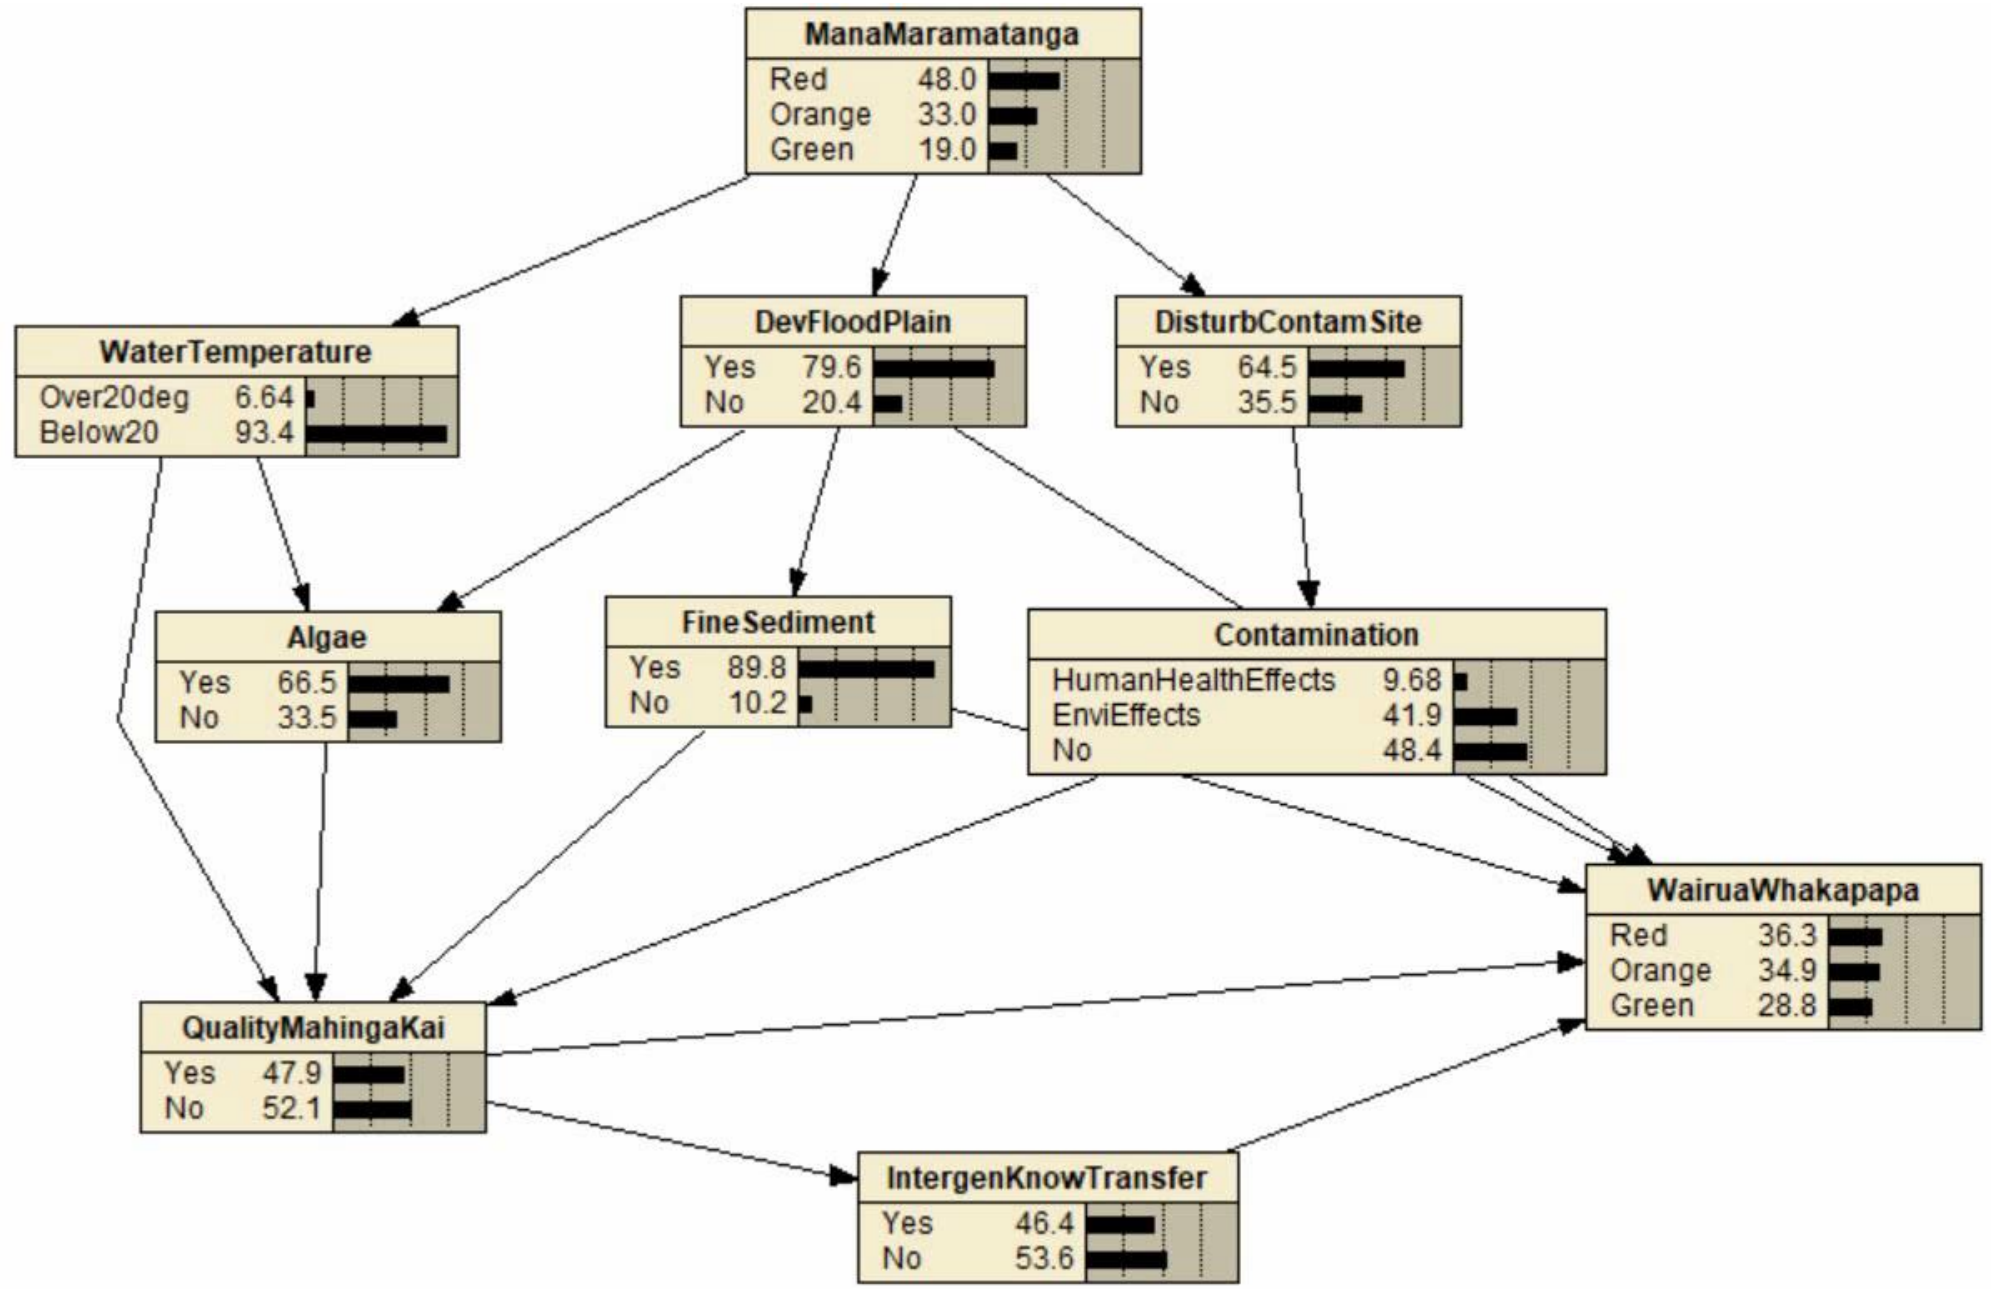 ManaMaramatanga
Red 48.0
Orange 33.0
Green 19.0
WaterTemperature
Over20deg 6.64
Below20 93.4
DevFloodPlain
Yes 79.6
No 20.4
DisturbContamSite
Yes 64.5
No 35.5
Algae
Yes 66.5
No 33.5
FineSediment
Yes 89.8
No 10.2
Contamination
HumanHealthEffects 9.68
EnviEffects 41.9
No 48.4
WairuaWhakapapa
Red 36.3
Orange 34.9
Green 28.8
QualityMahingaKai
Yes 47.9
No 52.1
IntergenKnowTransfer
Yes 46.4
No 53.6